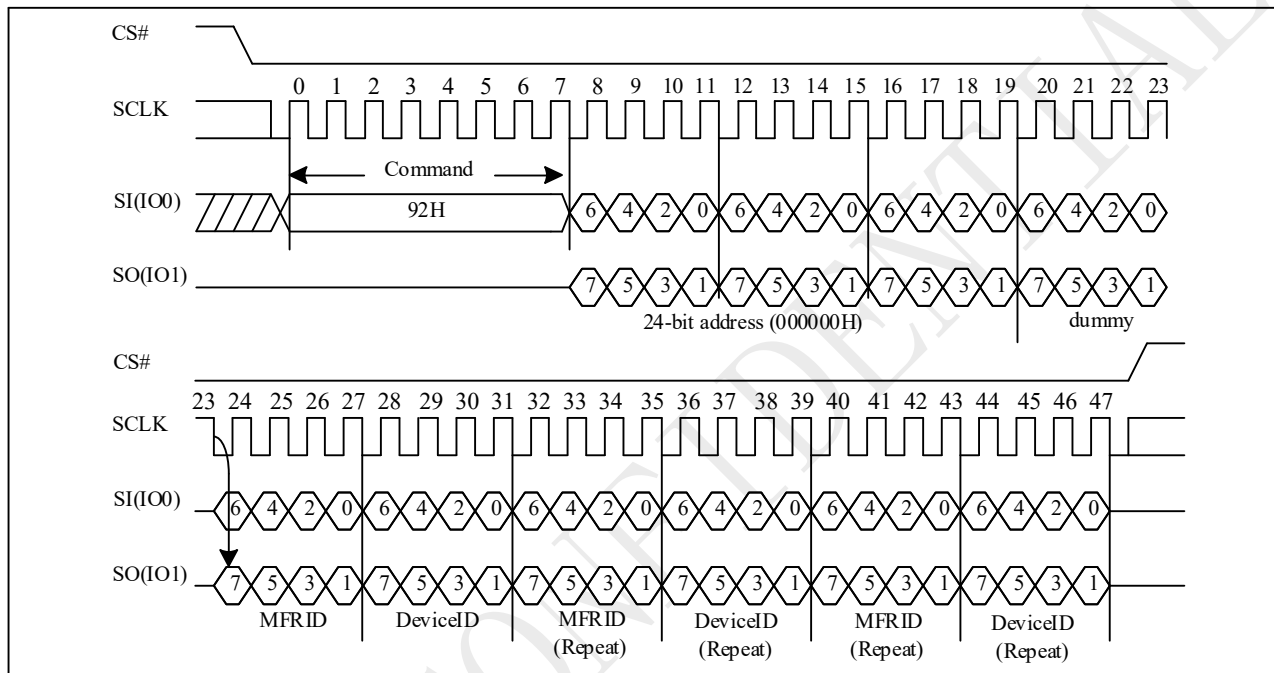 CS#
0 1 2 3 4 5 6 7 8 9 10 11 12 13 14 15 16 17 18 19 20 21 22 23
SCLK
Command
SI(IO0) 92H 6 4 2 0 6 4 2 0 6 4 2 0 6 4 2 0
SO(IO1) 7 5 3 1 7 5 3 1 7 5 3 1 7 5 3 1
24-bit address (000000H) dummy
CS#
23 24 25 26 27 28 29 30 31 32 33 34 35 36 37 38 39 40 41 42 43 44 45 46 47
SCLK
SI(IO0) 6 4 2 0 6 4 2 0 6 4 2 0 6 4 2 0 6 4 2 0 6 4 2 0
SO(IO1) 7 5 3 1 7 5 3 1 7 5 3 1 7 5 3 1 7 5 3 1 7 5 3 1
MFRID DeviceID MFRID DeviceID MFRID DeviceID
(Repeat) (Repeat) (Repeat) (Repeat)
CONFIDENTIAL